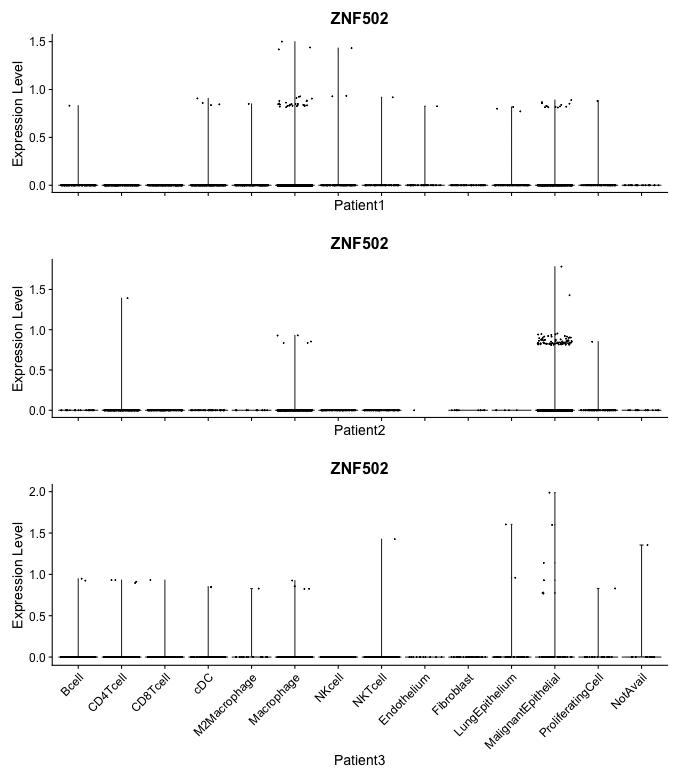 ZNF502
Expression Level
1.5
1.0
0.5
0.0
Patient1
ZNF502
Expression Level
1.5
1.0
0.5
0.0
Patient2
ZNF502
Expression Level
2.0
1.5
1.0
0.5
0.0
Bcell
CD4Tcell
CD8Tcell
cDC
M2Macrophage
Macrophage
NKcell
NKTcell
Endothelium
Fibroblast
LungEpithelium
MalignantEpithelial
ProliferatingCell
NotAvail
Patient3